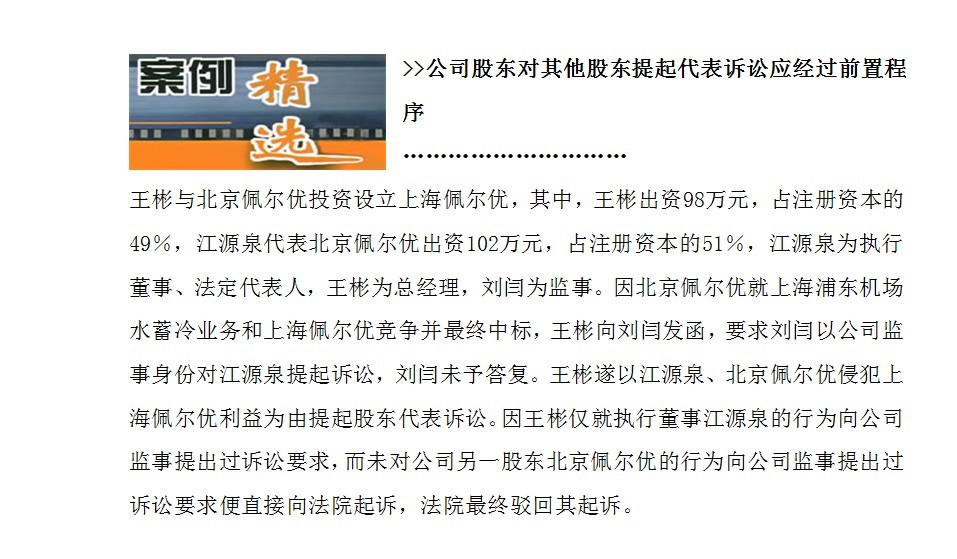 案例
精
选
>>公司股东对其他股东提起代表诉讼应经过前置程
序
…………………………
王彬与北京佩尔优投资设立上海佩尔优，其中，王彬出资98万元，占注册资本的
49%，江源泉代表北京佩尔优出资102万元，占注册资本的51%，江源泉为执行
董事、法定代表人，王彬为总经理，刘闫为监事。因北京佩尔优就上海浦东机场
水蓄冷业务和上海佩尔优竞争并最终中标，王彬向刘闫发函，要求刘闫以公司监
事身份对江源泉提起诉讼，刘闫未予答复。王彬遂以江源泉、北京佩尔优侵犯上
海佩尔优利益为由提起股东代表诉讼。因王彬仅就执行董事江源泉的行为向公司
监事提出过诉讼要求，而未对公司另一股东北京佩尔优的行为向公司监事提出过
诉讼要求便直接向法院起诉，法院最终驳回其起诉。